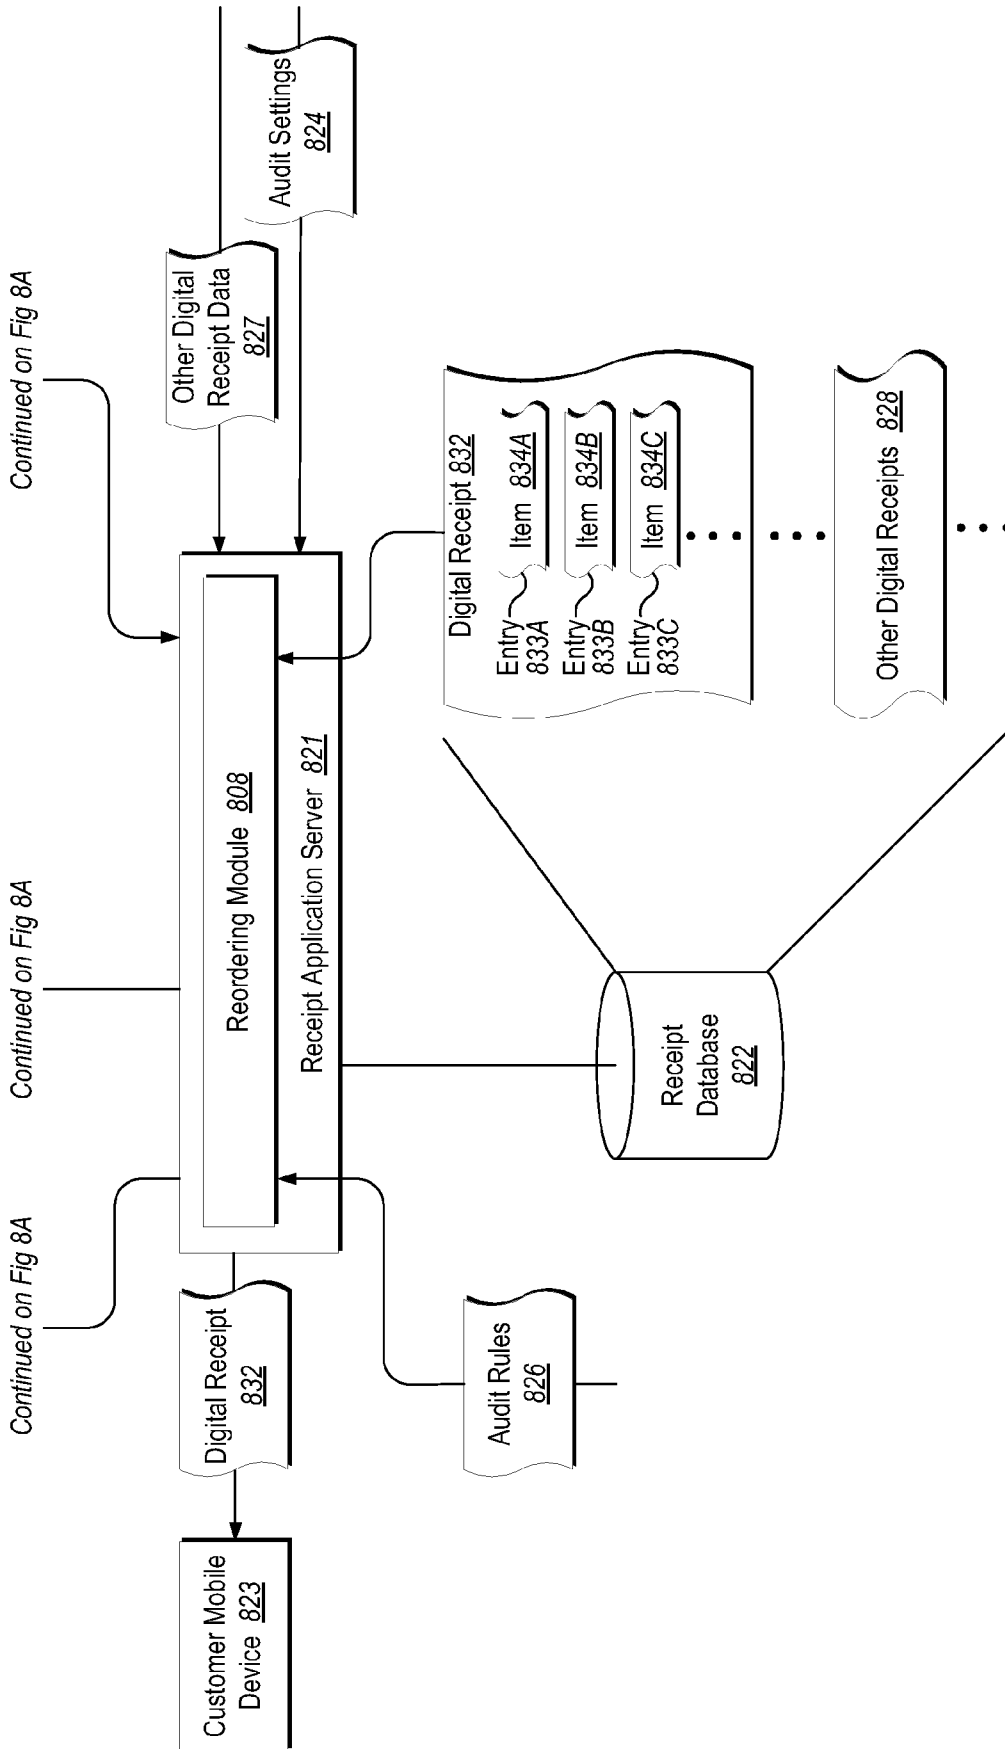 Continued on Fig 8A
Continued on Fig 8A
Continued on Fig 8A
Customer Mobile
Device 823
Digital Receipt
832
Reordering Module 808
Receipt Application Server 821
Other Digital
Receipt Data
827
Audit Settings
824
Audit Rules
826
Receipt
Database
822
Digital Receipt 832
Entry
833A
Item 834A
Entry
833B
Item 834B
Entry
833C
Item 834C
Other Digital Receipts 828